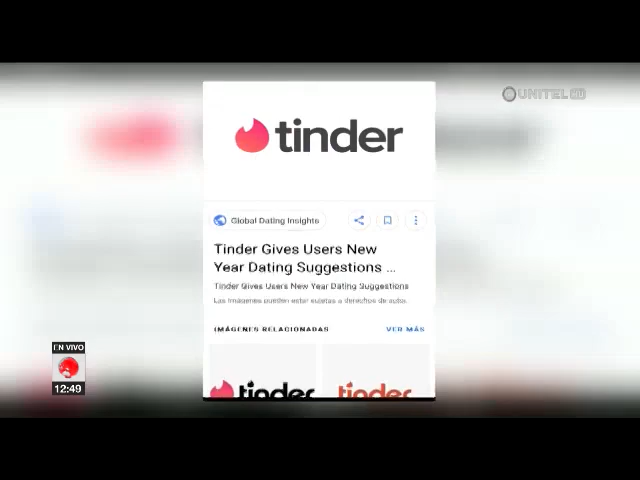 UNITEL HD
tinder
Global Dating Insights
Tinder Gives Users New
Year Dating Suggestions ...
Tinder Gives Users New Year Dating Suggestions
Las imágenes pueden estar sujetas a derechos de autor.
IMÁGENES RELACIONADAS
VER MÁS
tinder
tinder
EN VIVO
12:49